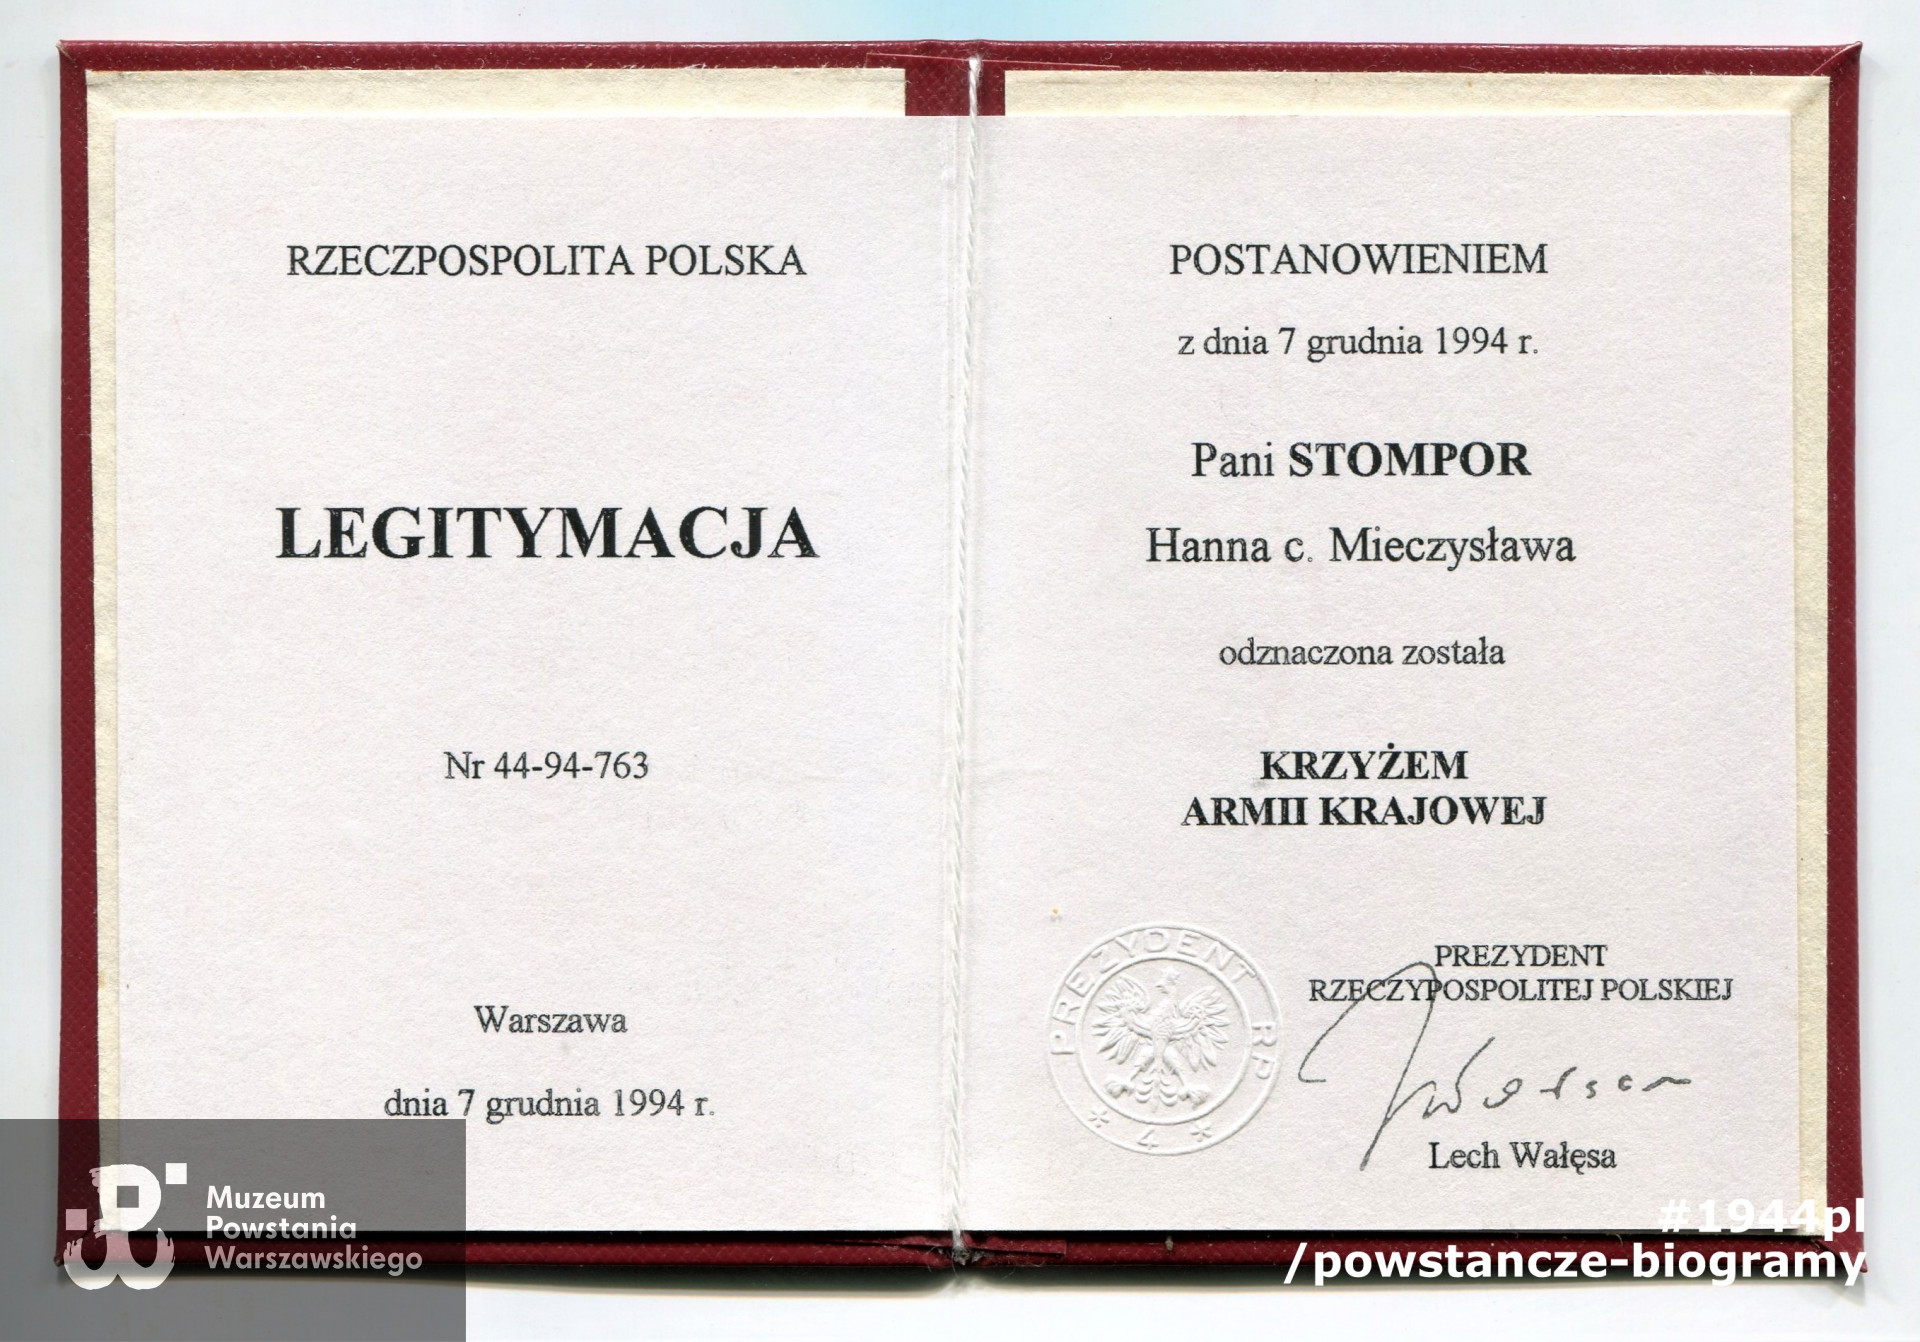 RZECZPOSPOLITA POLSKA
LEGITYMACJA
Nr 44-94-763
Warszawa
dnia 7 grudnia 1994 r.
POSTANOWIENIEM
z dnia 7 grudnia 1994 r.
Pani STOMPOR
Hanna c. Mieczysława
odznaczona została
KRZYŻEM
ARMII KRAJOWEJ
PREZYDENT RP
* 4 *
PREZYDENT
RZECZYPOSPOLITEJ POLSKIEJ
Lech Wałęsa
Muzeum
Powstania
Warszawskiego
#1944pl
/powstancze-biogramy